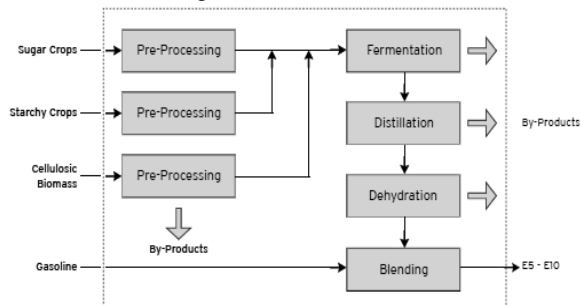 Sugar Crops
Pre-Processing
Fermentation
Starchy Crops
Pre-Processing
Distillation
By-Products
Cellulosic
Biomass
Pre-Processing
Dehydration
By-Products
Gasoline
Blending
E5 - E10